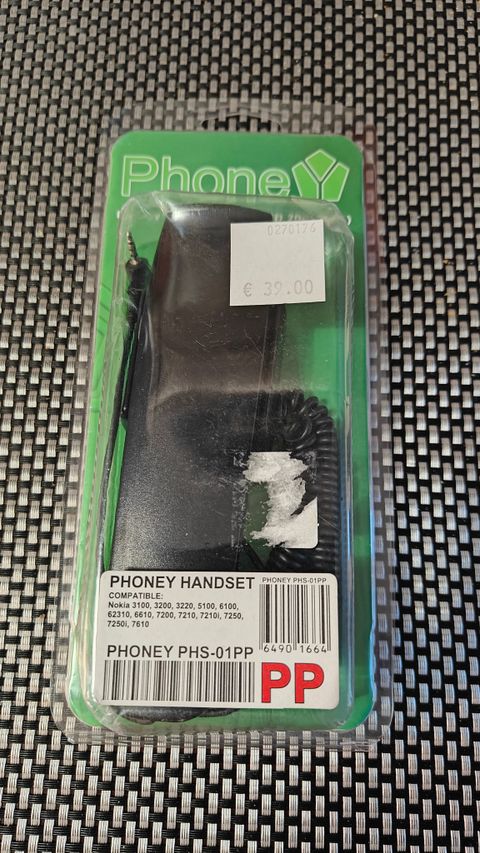 PhoneY
0270176
€ 39.00
PHONEY HANDSET
PHONEY PHS-01PP
COMPATIBLE:
Nokia 3100, 3200, 3220, 5100, 6100,
62310, 6610, 7200, 7210, 7210i, 7250,
7250i, 7610
PHONEY PHS-01PP
6490 1664
PP